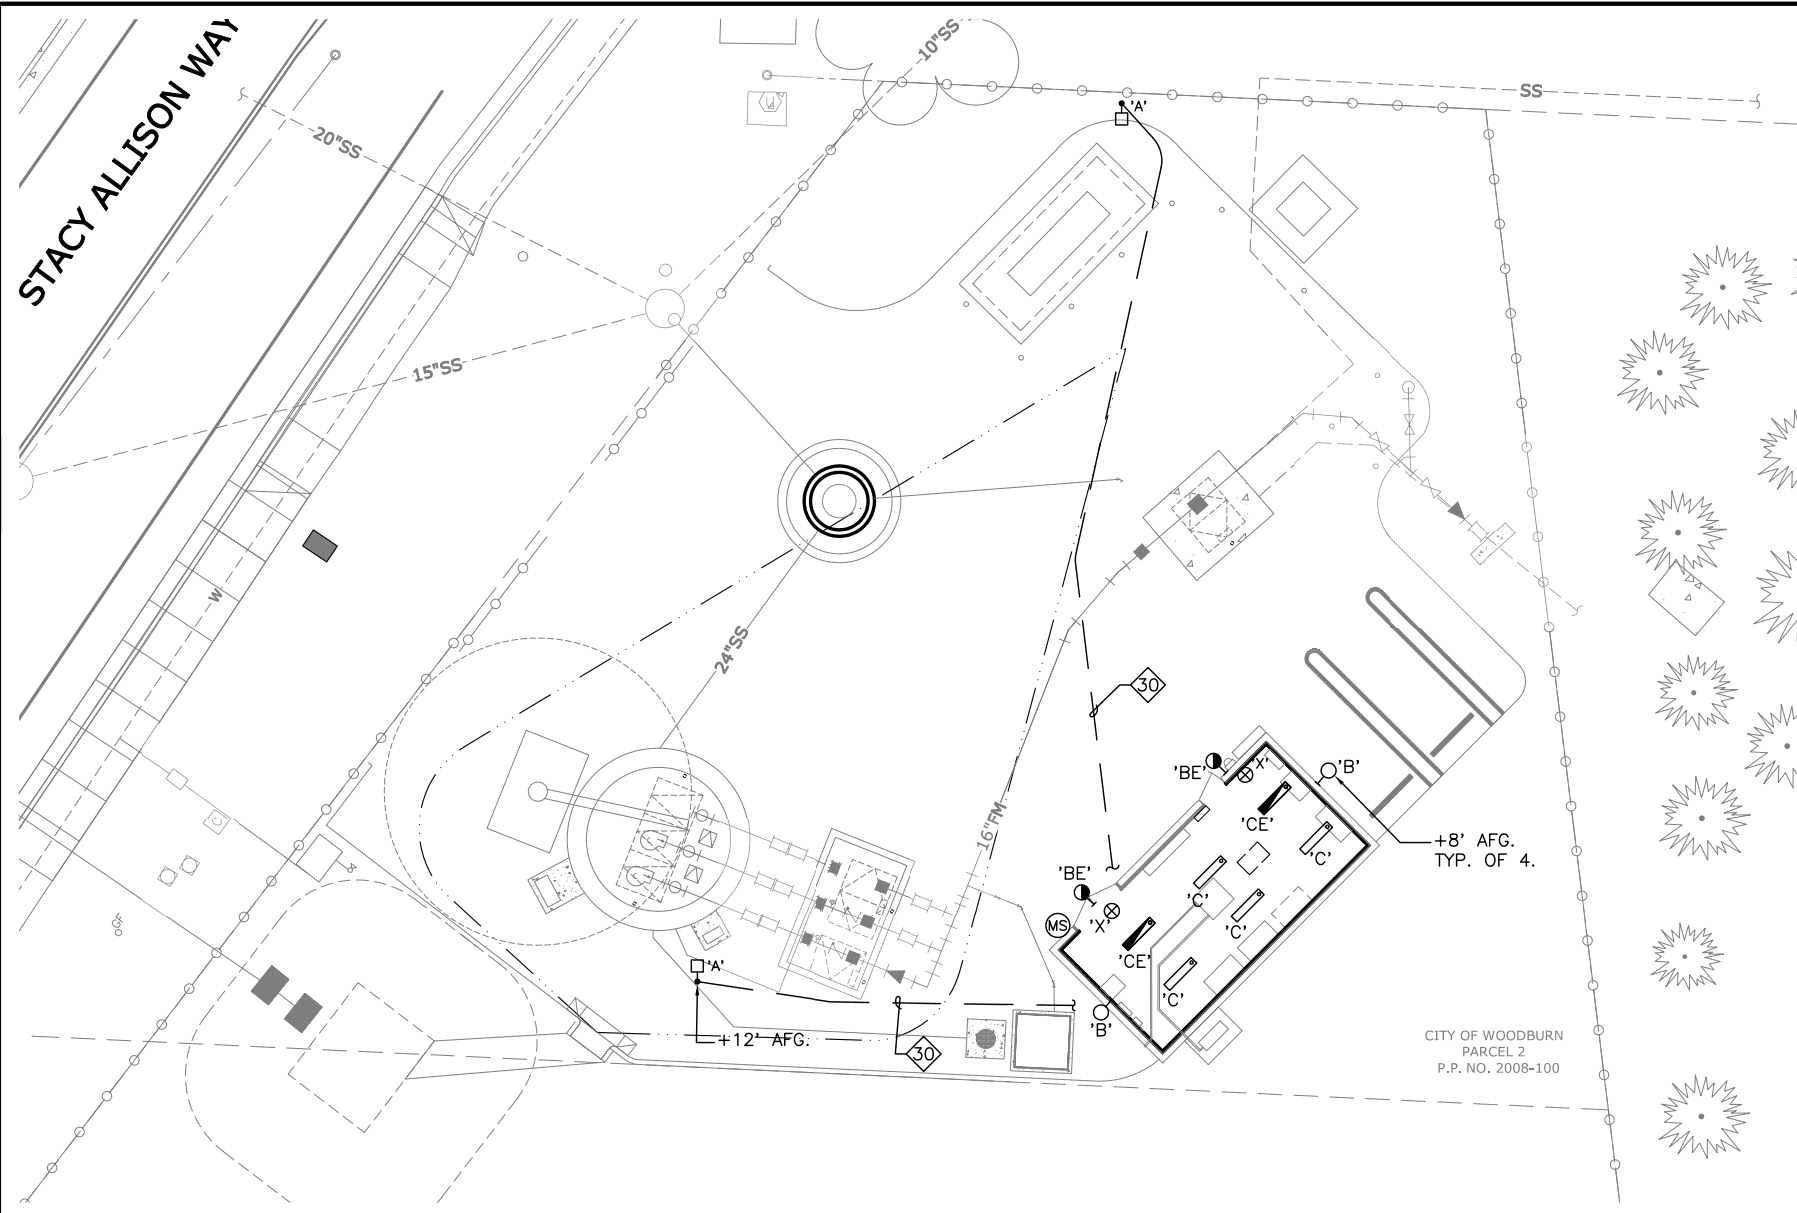 STACY ALLISON WAY
10"SS
SS
'A'
20"SS
15"SS
W
24"SS
30
16"FM
'BE'
'X'
'B'
'CE'
'C'
+8' AFG.
TYP. OF 4.
'BE'
'C'
'X'
'C'
MS
'CE'
'C'
'B'
C
GF
'A'
+12' AFG.
30
CITY OF WOODBURN
PARCEL 2
P.P. NO. 2008-100